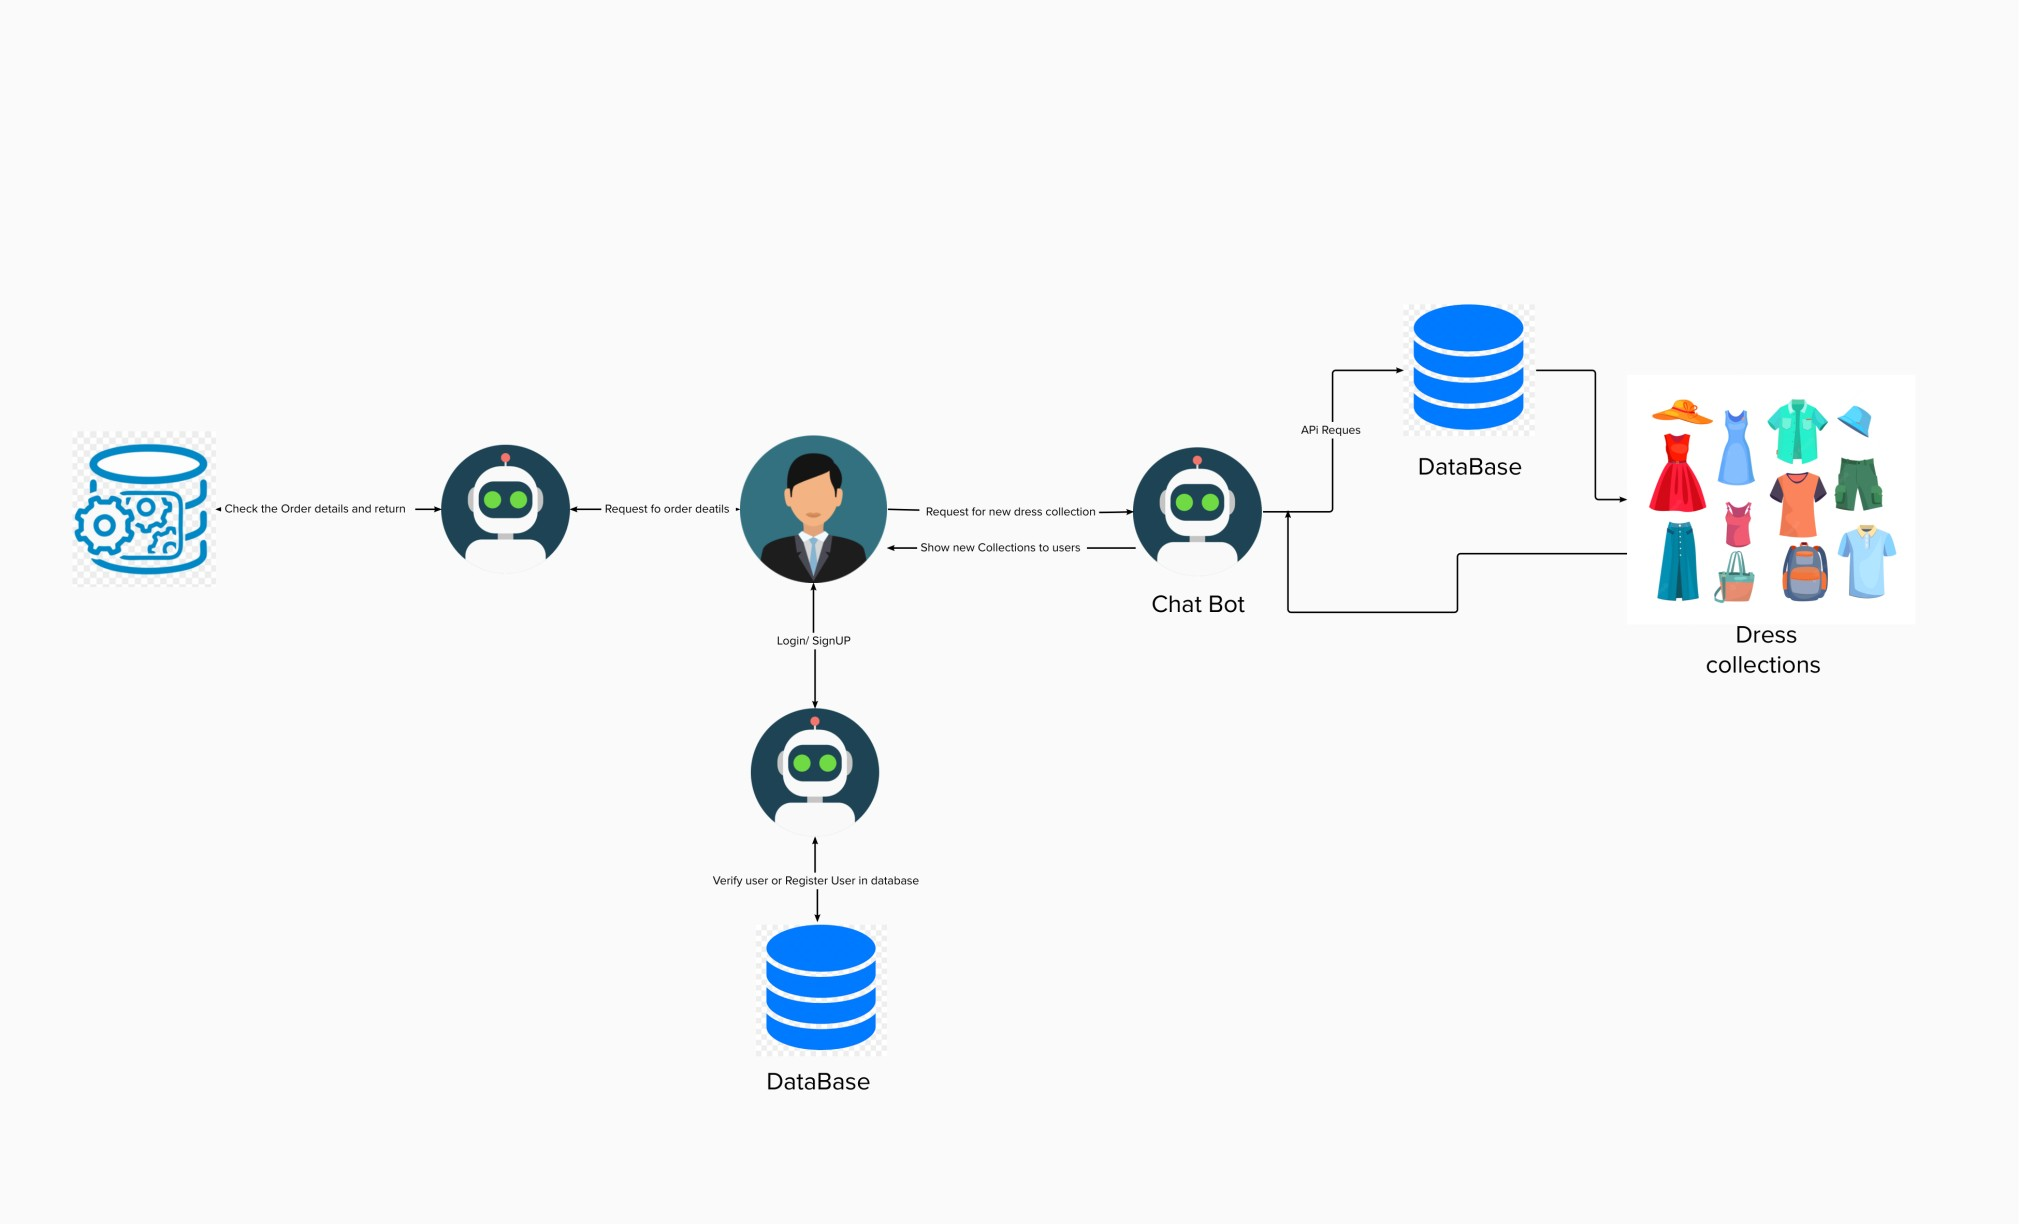 APi Reques
DataBase
Check the Order details and return
Request fo order deatils
Request for new dress collection
Show new Collections to users
Chat Bot
Dress
collections
Login/ SignUP
Verify user or Register User in database
DataBase